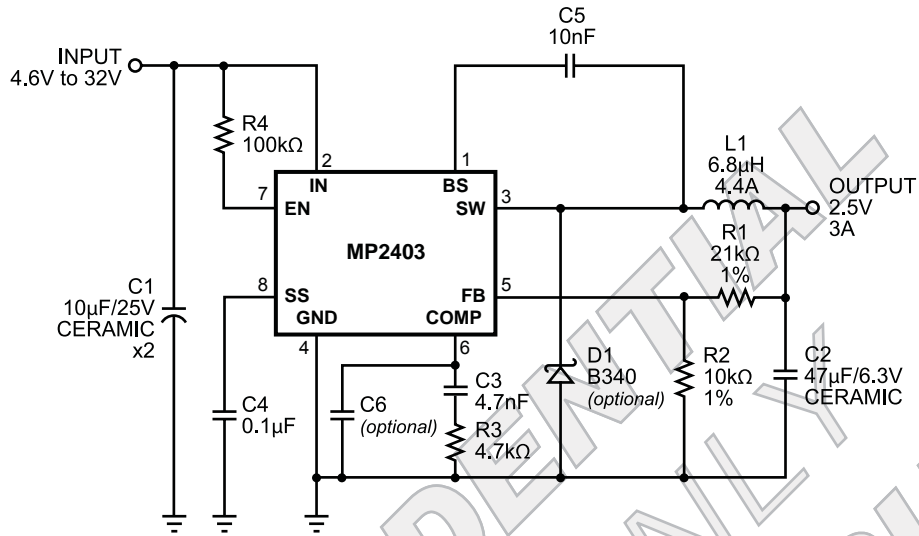 C5
10nF
INPUT
4.6V to 32V
R4
100kΩ
2
IN
1
BS
L1
6.8µH
4.4A
7
EN
SW
3
OUTPUT
2.5V
3A
MP2403
R1
21kΩ
1%
C1
10µF/25V
CERAMIC
x2
8
SS
FB
5
GND
COMP
4
6
D1
B340
(optional)
R2
10kΩ
1%
C2
47µF/6.3V
CERAMIC
C4
0.1µF
C6
(optional)
C3
4.7nF
R3
4.7kΩ
DENTIAL
NLY